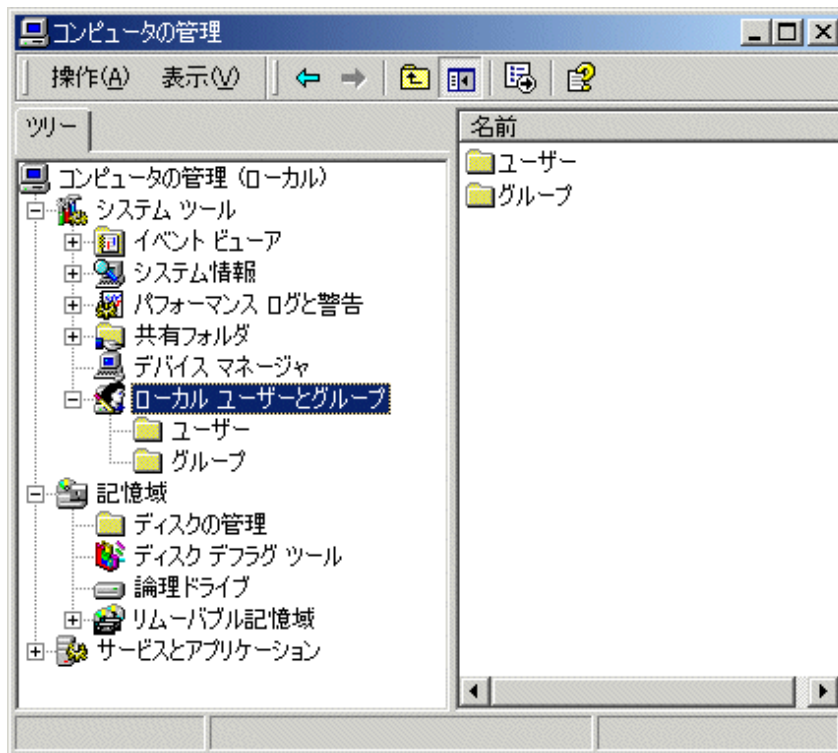 コンピュータの管理
操作(A) 表示(V)
ツリー
名前
コンピュータの管理 (ローカル)
システム ツール
イベント ビューア
システム情報
パフォーマンス ログと警告
共有フォルダ
デバイス マネージャ
ローカル ユーザーとグループ
ユーザー
グループ
記憶域
ディスクの管理
ディスク デフラグ ツール
論理ドライブ
リムーバブル記憶域
サービスとアプリケーション
ユーザー
グループ